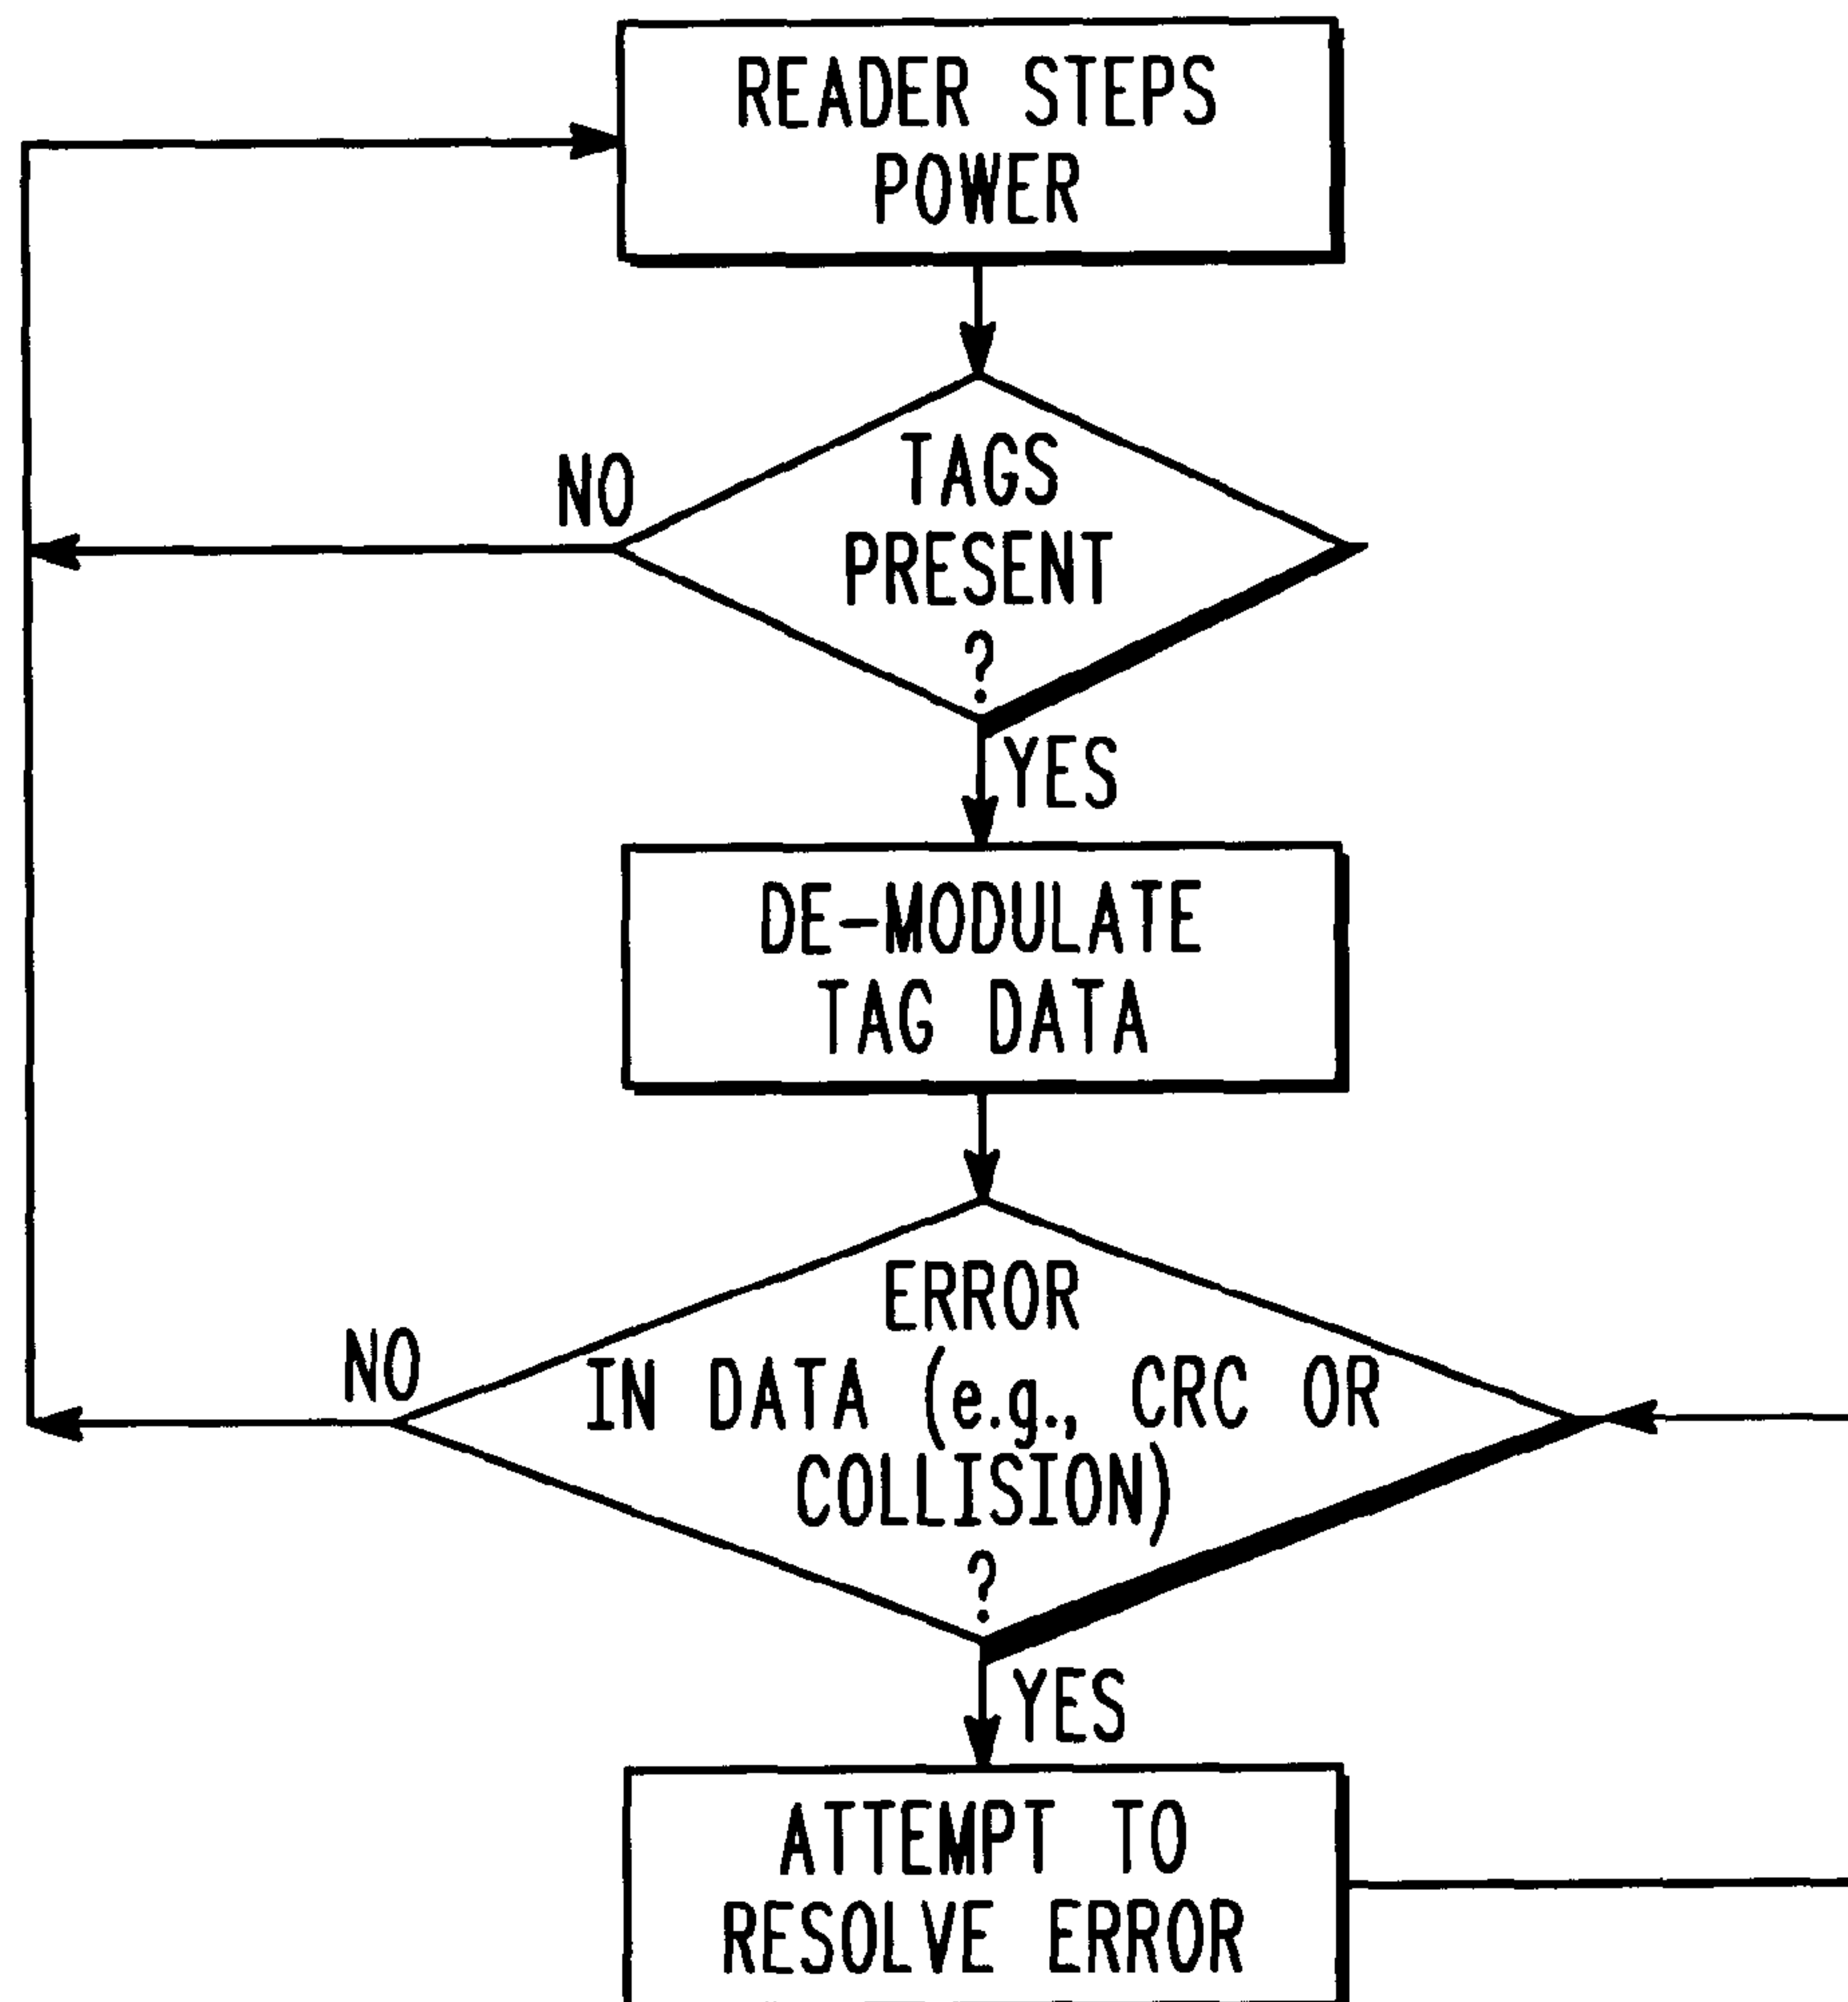 READER STEPS
POWER
NO
TAGS
PRESENT
?
YES
DE-MODULATE
TAG DATA
NO
ERROR
IN DATA (e.g., CRC OR
COLLISION)
?
YES
ATTEMPT TO
RESOLVE ERROR